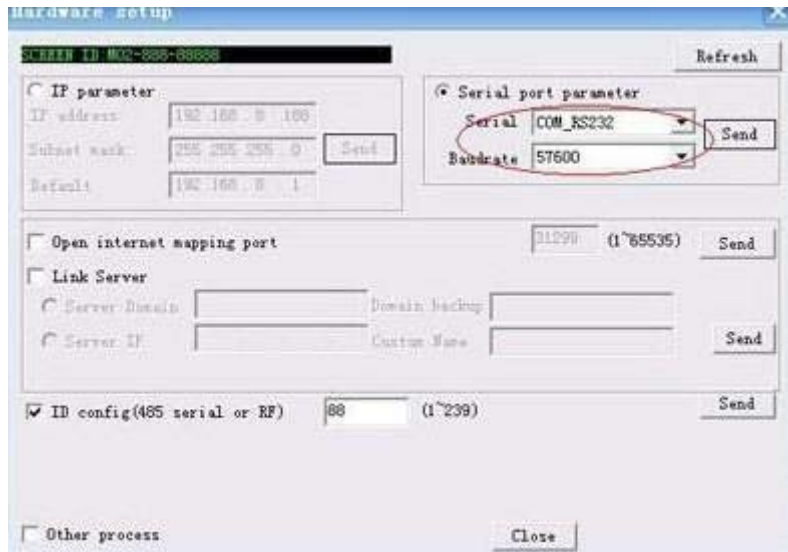 Hardware setup
SCREEN ID:M02-888-88888
Refresh
IP parameter
IP address 192 168 0 188
Subnet mask 255 255 255 0 Send
Default 192 168 0 1
Serial port parameter
Serial COM_RS232
Send
Baudrate 57600
Open internet mapping port 31299 (1~65535) Send
Link Server
Server Domain Domain backup
Server IP Custom Name Send
ID config(485 serial or RF) 88 (1~239) Send
Other process Close